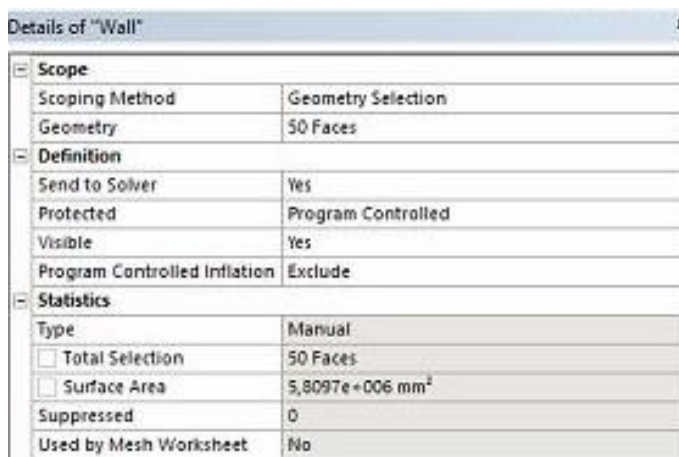 Details of "Wall"
Scope
Scoping Method Geometry Selection
Geometry 50 Faces
Definition
Send to Solver Yes
Protected Program Controlled
Visible Yes
Program Controlled Inflation Exclude
Statistics
Type Manual
Total Selection 50 Faces
Surface Area 5,8097e+006 mm²
Suppressed 0
Used by Mesh Worksheet No